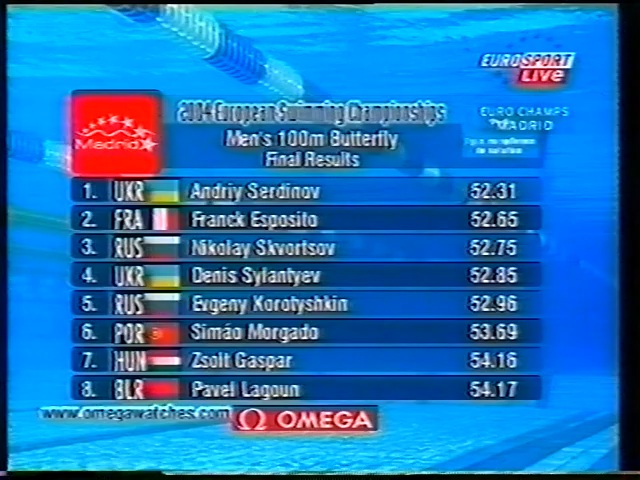 EUROSPORT
LIVE
2004 European Swimming Championships
EURO CHAMPS
MADRID
Madrid
Men's 100m Butterfly
Final Results
1. UKR Andriy Serdinov 52.31
2. FRA Franck Esposito 52.65
3. RUS Nikolay Skvortsov 52.75
4. UKR Denis Sylantyev 52.85
5. RUS Evgeny Korotyshkin 52.96
6. POR Simão Morgado 53.69
7. HUN Zsolt Gaspar 54.16
8. BLR Pavel Lagoun 54.17
www.omegawatches.com
Ω OMEGA